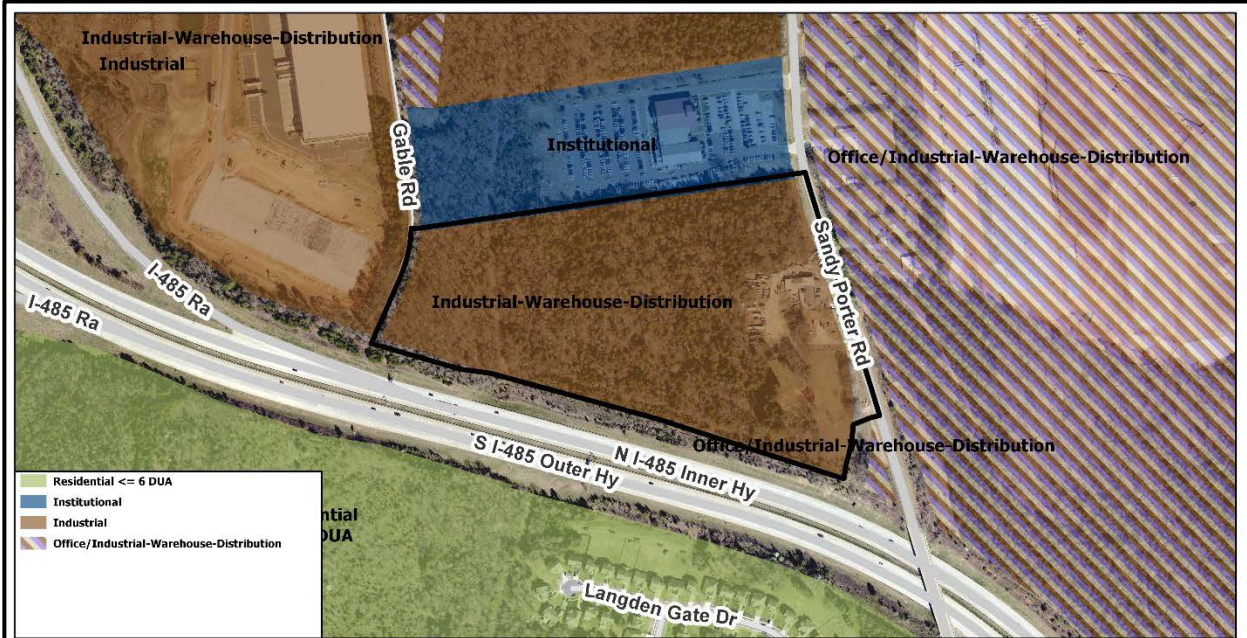 Industrial-Warehouse-Distribution
Industrial
Gable Rd
Institutional
Office/Industrial-Warehouse-Distribution
Sandy Porter Rd
I-485 Ra
I-485 Ra
Industrial-Warehouse-Distribution
Office/Industrial-Warehouse-Distribution
N I-485 Inner Hy
S I-485 Outer Hy
Residential <= 6 DUA
Institutional
Industrial
Office/Industrial-Warehouse-Distribution
ntial
DUA
Langden Gate Dr